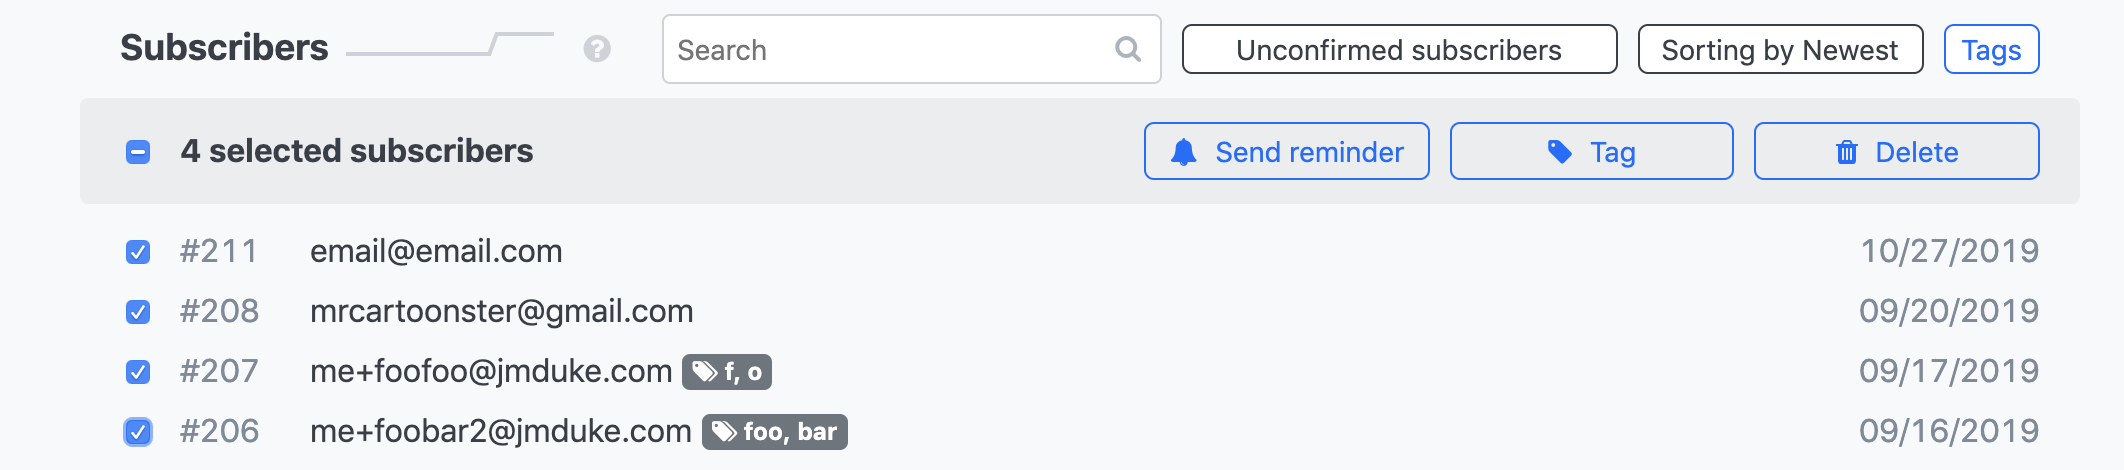 Subscribers ? Search Unconfirmed subscribers Sorting by Newest Tags
4 selected subscribers Send reminder Tag Delete
#211 email@email.com 10/27/2019
#208 mrcartoonster@gmail.com 09/20/2019
#207 me+foofoo@jmduke.com f, o 09/17/2019
#206 me+foobar2@jmduke.com foo, bar 09/16/2019